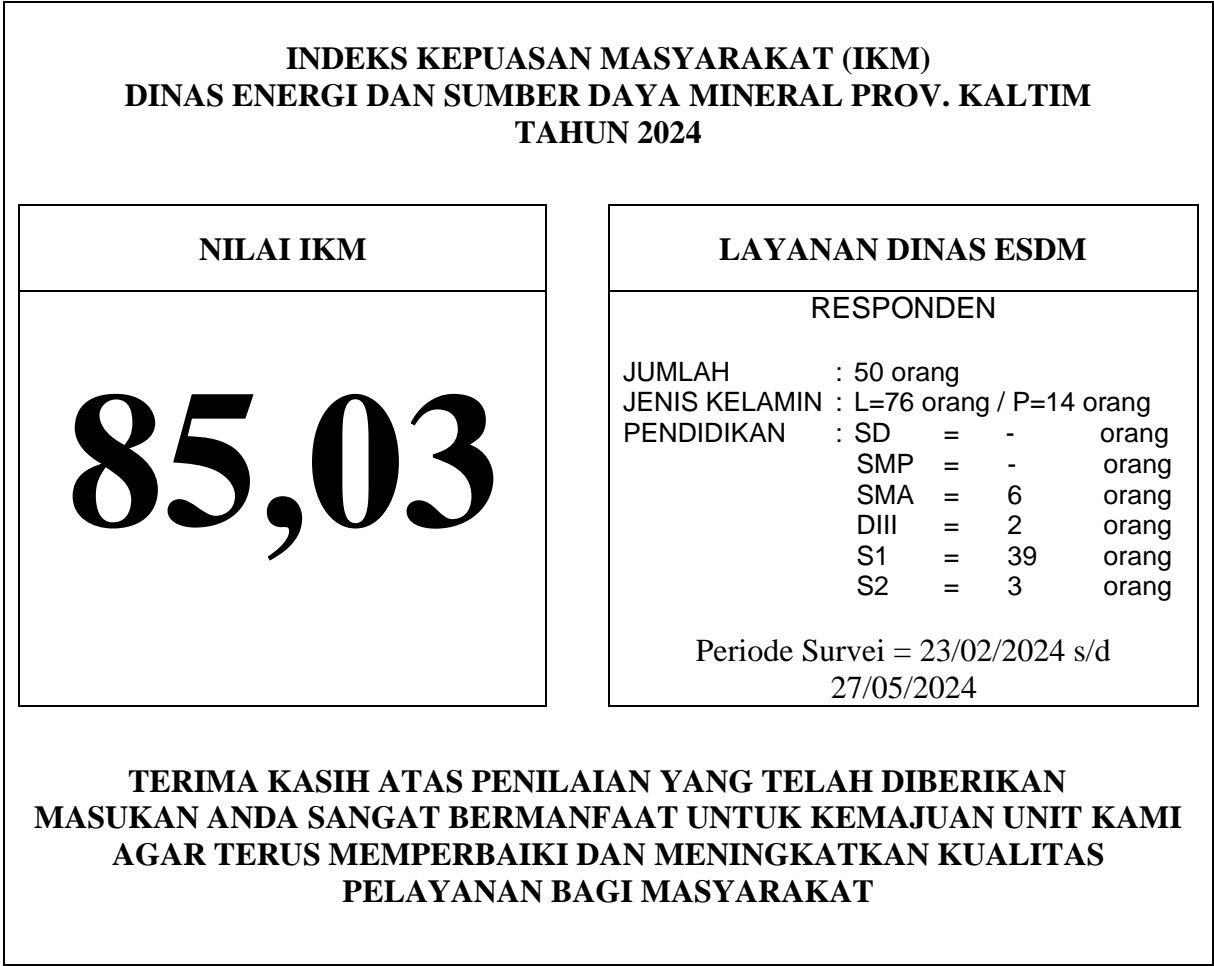 INDEKS KEPUASAN MASYARAKAT (IKM)
DINAS ENERGI DAN SUMBER DAYA MINERAL PROV. KALTIM
TAHUN 2024
NILAI IKM
85,03
LAYANAN DINAS ESDM
RESPONDEN
JUMLAH : 50 orang
JENIS KELAMIN : L=76 orang / P=14 orang
PENDIDIKAN : SD = - orang
SMP = - orang
SMA = 6 orang
DIII = 2 orang
S1 = 39 orang
S2 = 3 orang
Periode Survei = 23/02/2024 s/d
27/05/2024
TERIMA KASIH ATAS PENILAIAN YANG TELAH DIBERIKAN
MASUKAN ANDA SANGAT BERMANFAAT UNTUK KEMAJUAN UNIT KAMI
AGAR TERUS MEMPERBAIKI DAN MENINGKATKAN KUALITAS
PELAYANAN BAGI MASYARAKAT